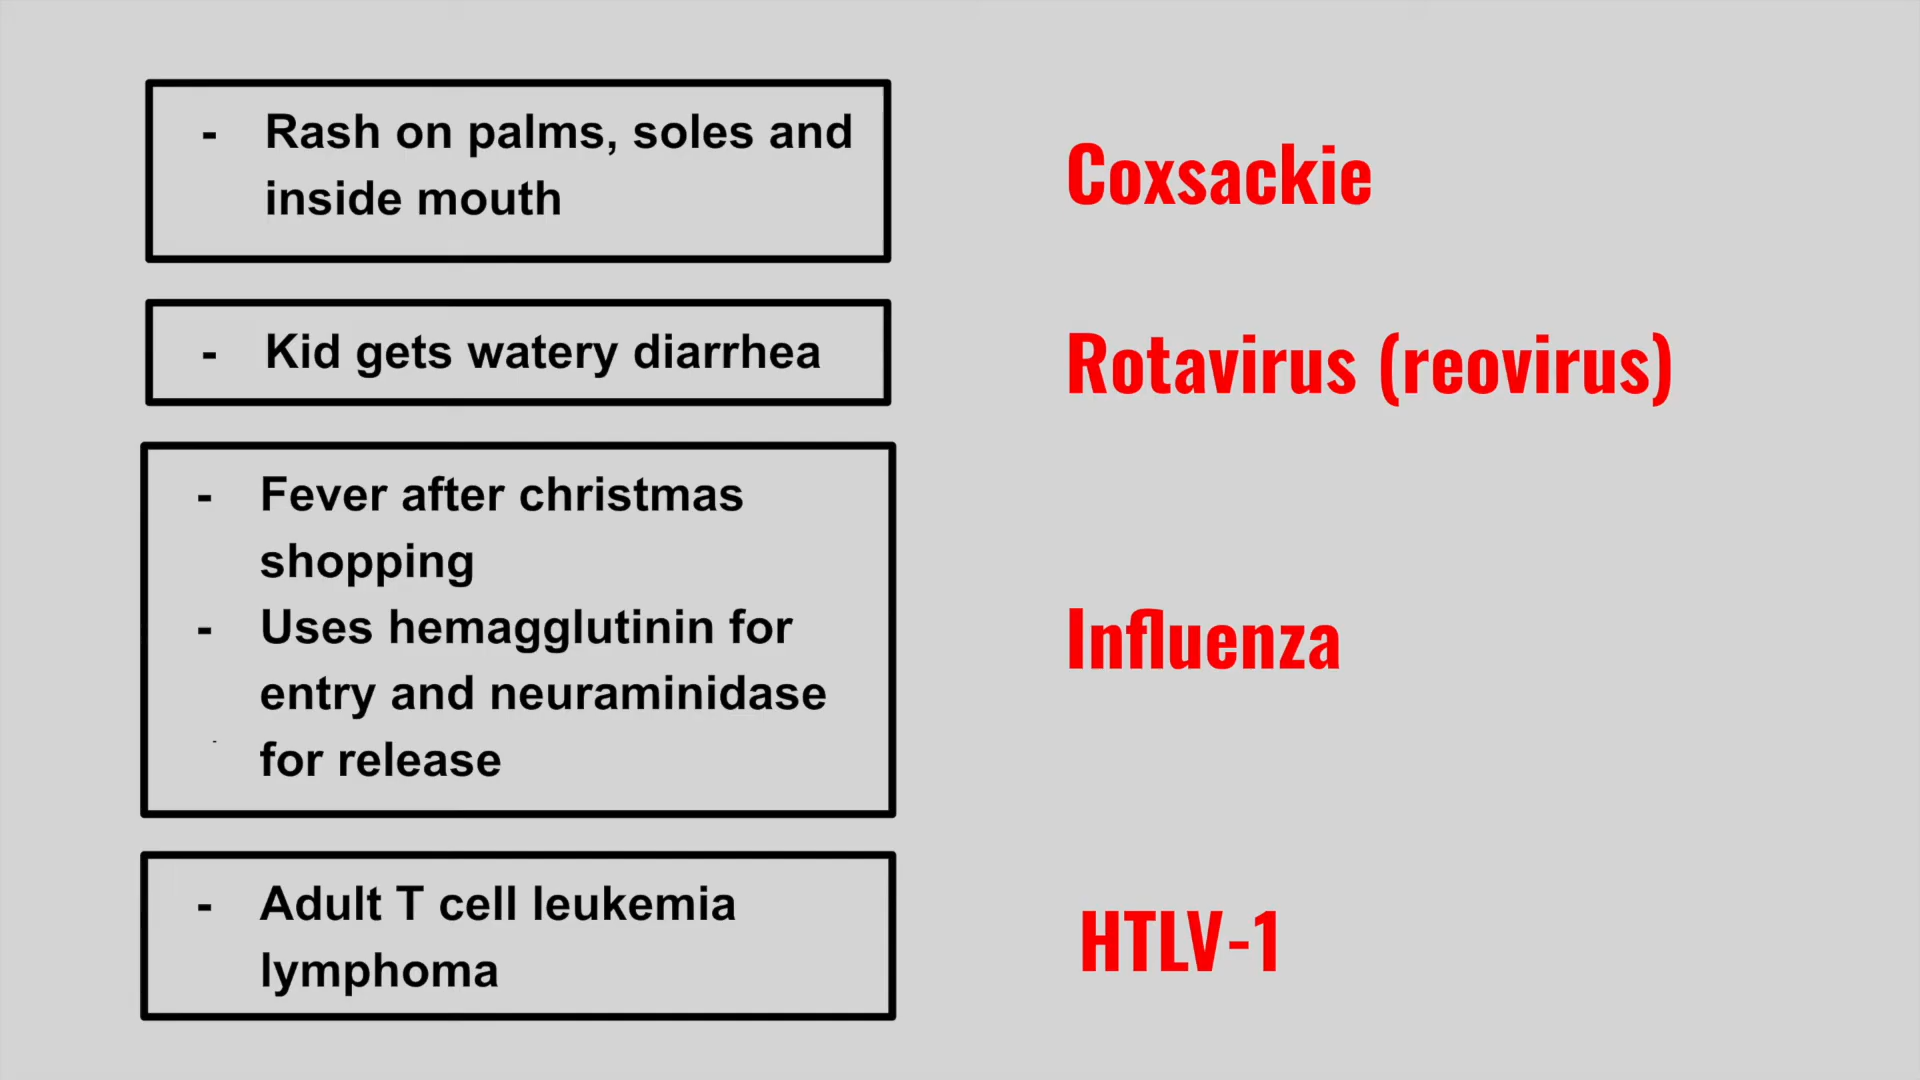 - Rash on palms, soles and
inside mouth
Coxsackie
- Kid gets watery diarrhea
Rotavirus (reovirus)
- Fever after christmas
shopping
- Uses hemagglutinin for
entry and neuraminidase
- for release
Influenza
- Adult T cell leukemia
lymphoma
HTLV-1